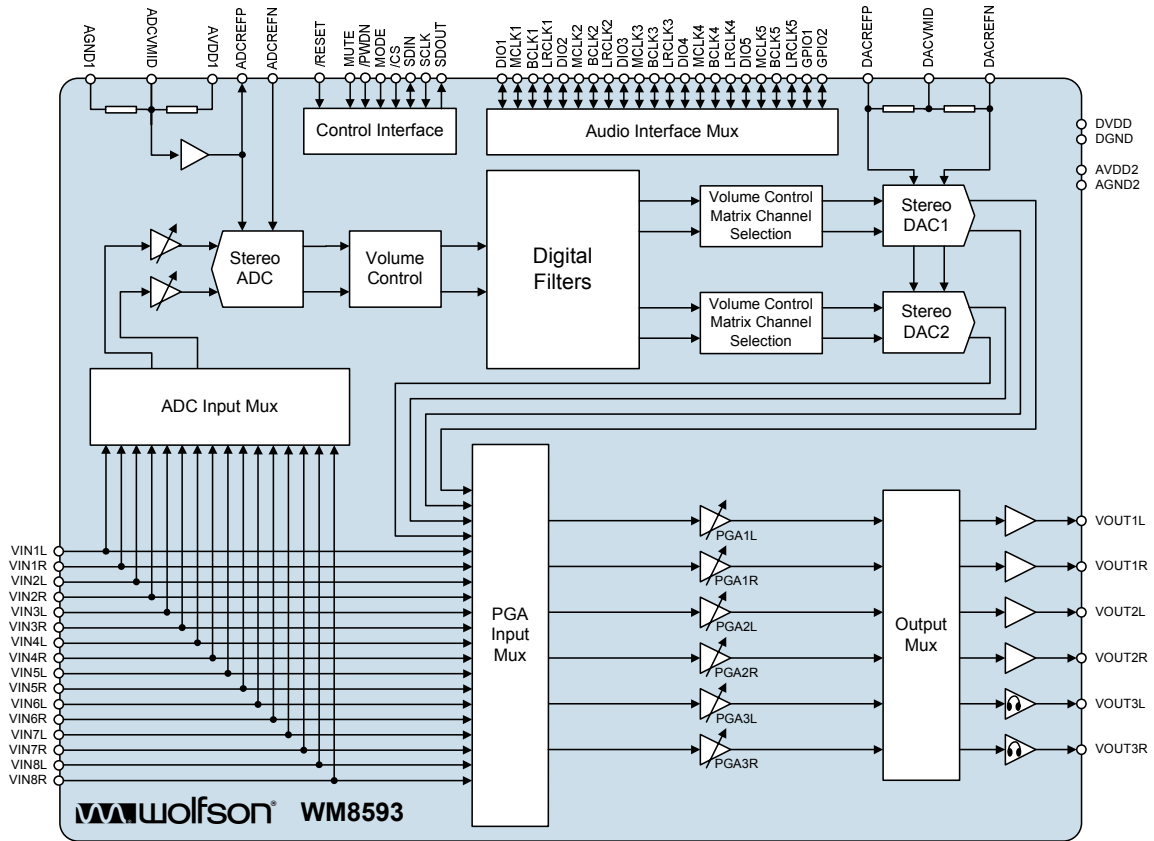 AGND1
ADCVMID
AVDD1
ADCREFP
ADCREFN
/RESET
MUTE
/PWDN
MODE
/CS
SDIN
SCLK
SDOUT
DIO1
MCLK1
BCLK1
LRCLK1
DIO2
MCLK2
BCLK2
LRCLK2
DIO3
MCLK3
BCLK3
LRCLK3
DIO4
MCLK4
BCLK4
LRCLK4
DIO5
MCLK5
BCLK5
LRCLK5
GPIO1
GPIO2
DACREFP
DACVMID
DACREFN
DVDD
DGND
AVDD2
AGND2
Control Interface
Audio Interface Mux
Stereo
ADC
Volume
Control
Digital
Filters
Volume Control
Matrix Channel
Selection
Stereo
DAC1
Volume Control
Matrix Channel
Selection
Stereo
DAC2
ADC Input Mux
VIN1L
VIN1R
VIN2L
VIN2R
VIN3L
VIN3R
VIN4L
VIN4R
VIN5L
VIN5R
VIN6L
VIN6R
VIN7L
VIN7R
VIN8L
VIN8R
PGA
Input
Mux
PGA1L
PGA1R
PGA2L
PGA2R
PGA3L
PGA3R
Output
Mux
VOUT1L
VOUT1R
VOUT2L
VOUT2R
VOUT3L
VOUT3R
wolfson® WM8593